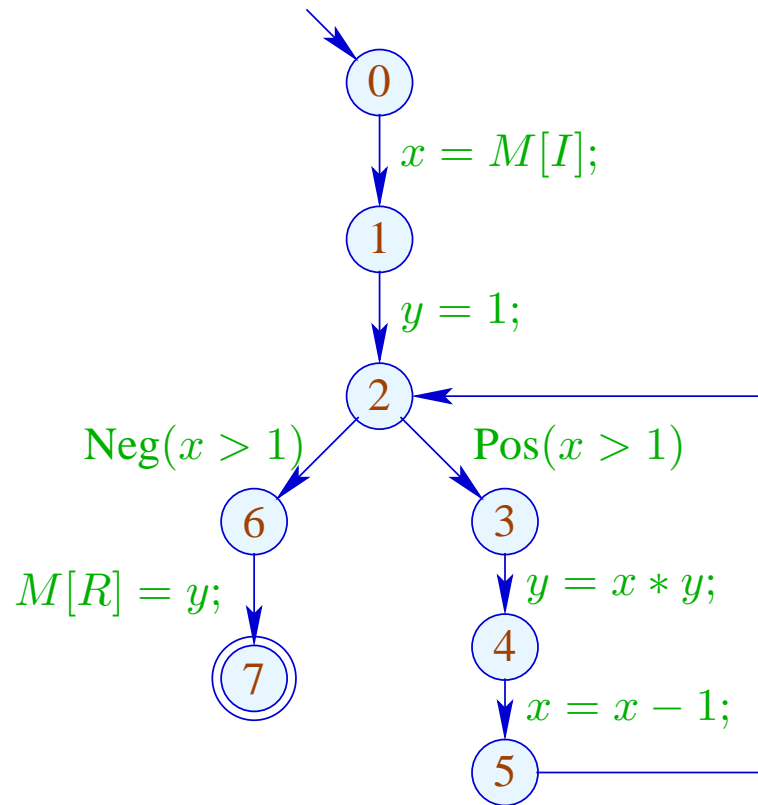 0
x = M[I];
1
y = 1;
2
Neg(x > 1) Pos(x > 1)
6 3
M[R] = y; y = x * y;
7 4
x = x − 1;
5